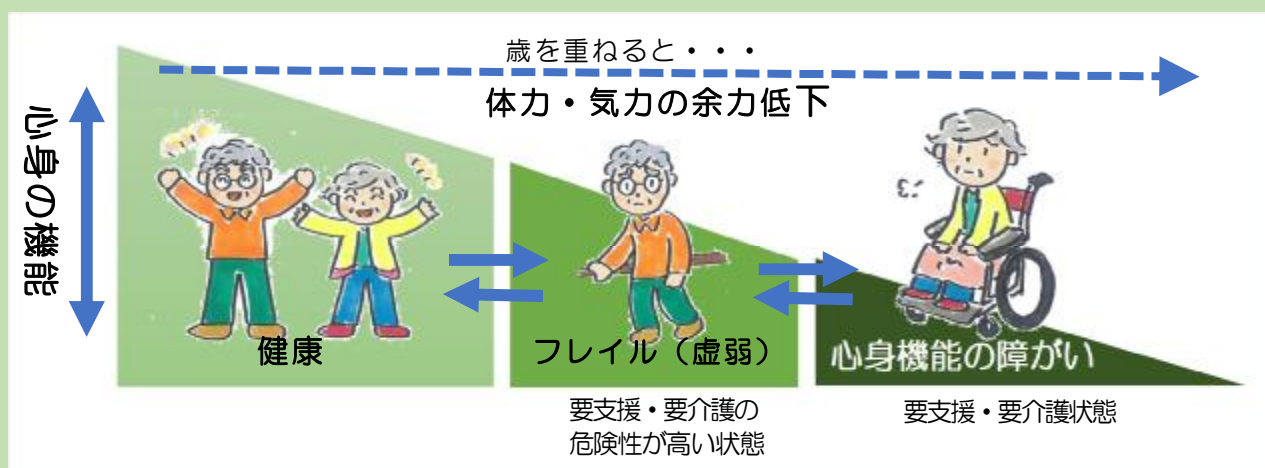 歳を重ねると・・・
体力・気力の余力低下
心身の機能
健康
フレイル（虚弱）
心身機能の障がい
要支援・要介護の
危険性が高い状態
要支援・要介護状態